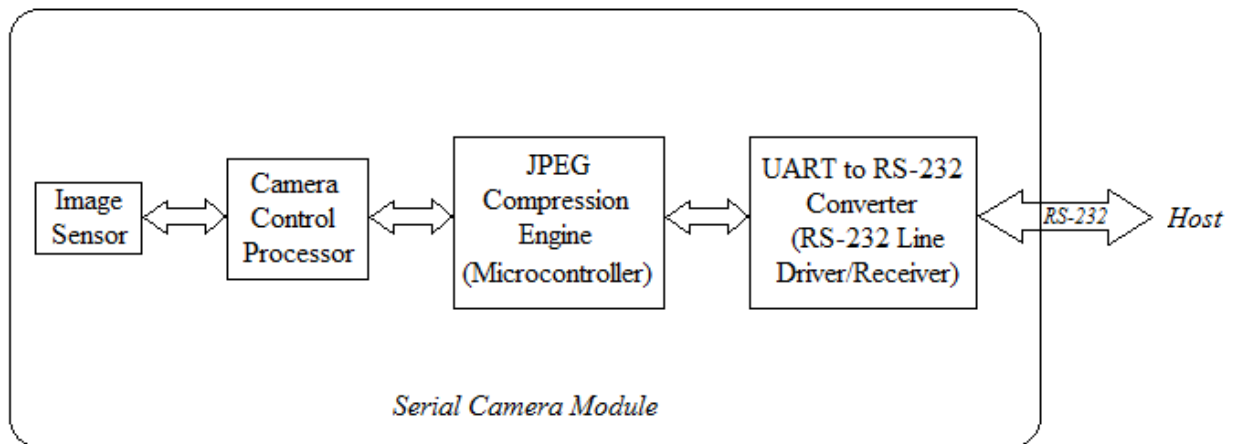 Image
Sensor
Camera
Control
Processor
JPEG
Compression
Engine
(Microcontroller)
UART to RS-232
Converter
(RS-232 Line
Driver/Receiver)
RS-232
Host
Serial Camera Module